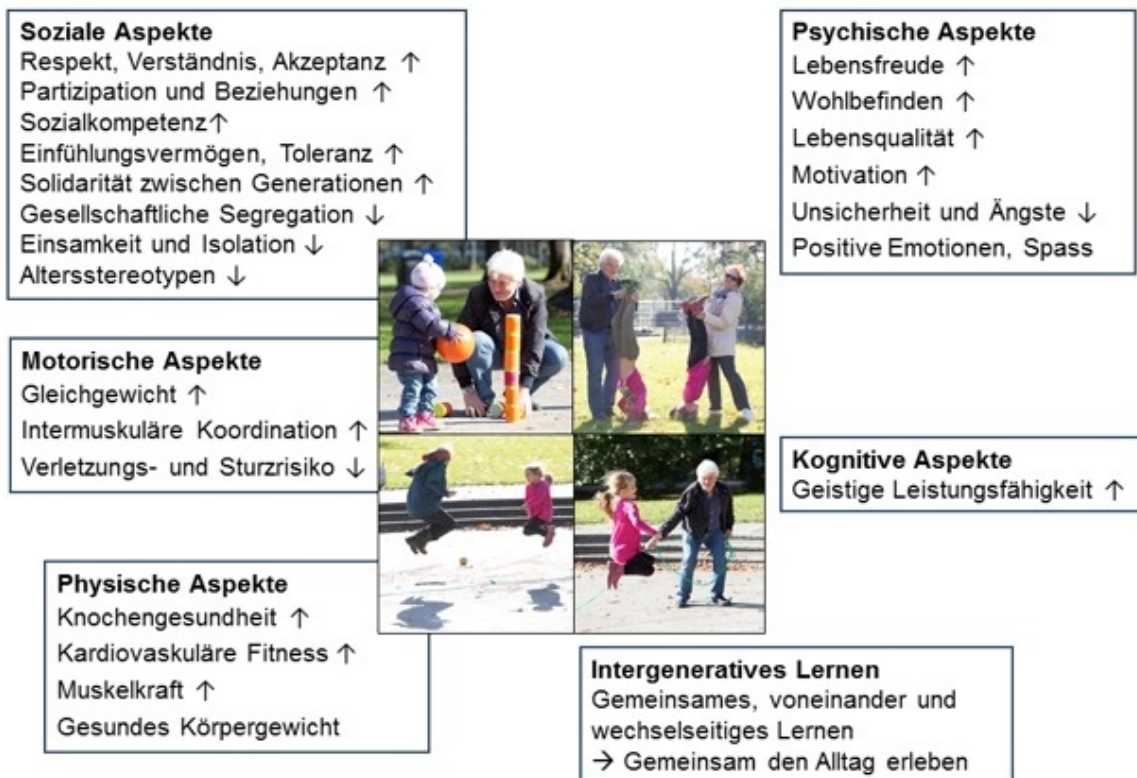 Soziale Aspekte
Respekt, Verständnis, Akzeptanz ↑
Partizipation und Beziehungen ↑
Sozialkompetenz↑
Einfühlungsvermögen, Toleranz ↑
Solidarität zwischen Generationen ↑
Gesellschaftliche Segregation ↓
Einsamkeit und Isolation ↓
Altersstereotypen ↓
Psychische Aspekte
Lebensfreude ↑
Wohlbefinden ↑
Lebensqualität ↑
Motivation ↑
Unsicherheit und Ängste ↓
Positive Emotionen, Spass
Motorische Aspekte
Gleichgewicht ↑
Intermuskuläre Koordination ↑
Verletzungs- und Sturzrisiko ↓
Kognitive Aspekte
Geistige Leistungsfähigkeit ↑
Physische Aspekte
Knochengesundheit ↑
Kardiovaskuläre Fitness ↑
Muskelkraft ↑
Gesundes Körpergewicht
Intergeneratives Lernen
Gemeinsames, voneinander und
wechselseitiges Lernen
→ Gemeinsam den Alltag erleben